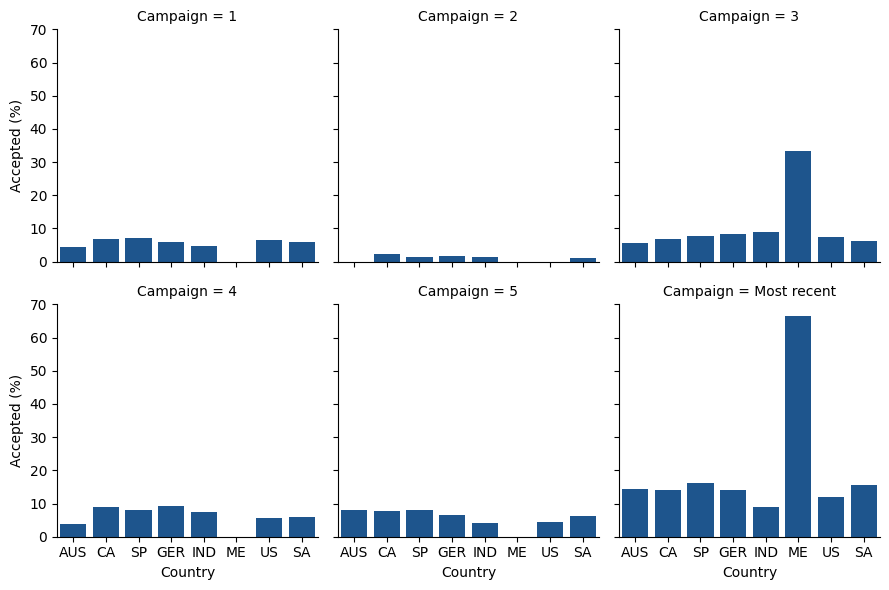 Campaign = 1
Campaign = 2
Campaign = 3
Accepted (%)
70
60
50
40
30
20
10
0
Campaign = 4
Campaign = 5
Campaign = Most recent
Accepted (%)
70
60
50
40
30
20
10
0
AUS CA SP GER IND ME US SA
AUS CA SP GER IND ME US SA
AUS CA SP GER IND ME US SA
Country
Country
Country